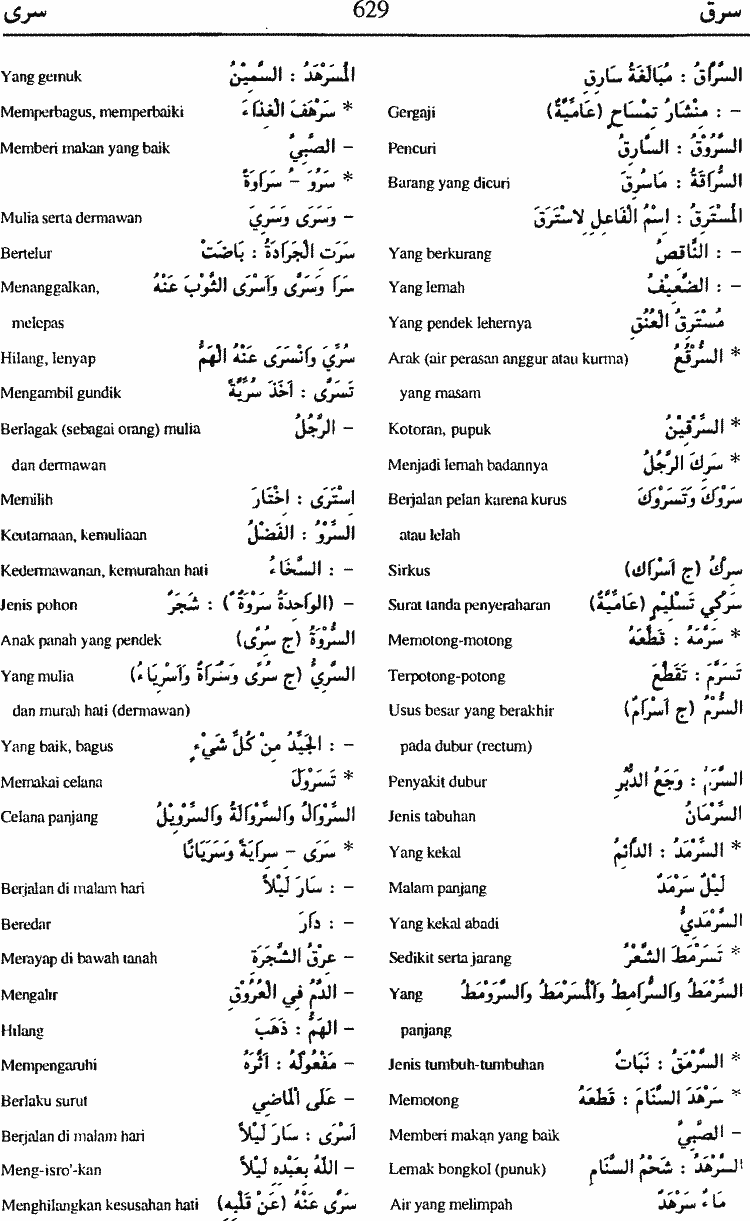 سرق 629 سرى
السَّرَّاقُ : مُبَالَغَةُ سَارِقٍ
- : مِنْشَارُ تِمْسَاحٍ (عَامِّيَّةٌ) Gergaji
السَّرُوْقُ : السَّارِقُ Pencuri
السُّرَاقَةُ : مَاسُرِقَ Barang yang dicuri
الْمُسْتَرِقُ : اِسْمُ الْفَاعِلِ لِاسْتَرَقَ
- : النَّاقِصُ Yang berkurang
- : الضَّعِيْفُ Yang lemah
مُسْتَرِقُ الْعُنُقِ Yang pendek lehernya
* السُّرْقُعُ Arak (air perasan anggur atau kurma)
yang masam
* السِّرْقِيْنُ Kotoran, pupuk
* سَرِكَ الرَّجُلُ Menjadi lemah badannya
سَرْوَكَ وَتَسَرْوَكَ Berjalan pelan karena kurus
atau lelah
سِرْكُ (ج أَسْرَاك) Sirkus
سَرْكِي تَسْلِيْمٍ (عَامِّيَّةٌ) Surat tanda penyeraharan
* سَرَّمَهُ : قَطَّعَهُ Memotong-motong
تَسَرَّمَ : تَقَطَّعَ Terpotong-potong
السُّرْمُ (ج أَسْرَامٌ) Usus besar yang berakhir
pada dubur (rectum)
السَّرَمُ : وَجَعُ الدُّبُرِ Penyakit dubur
السِّرْمَانُ Jenis tabuhan
* السَّرْمَدُ : الدَّائِمُ Yang kekal
لَيْلٌ سَرْمَدٌ Malam panjang
السَّرْمَدِيُّ Yang kekal abadi
* تَسَرْمَطَ الشَّعْرُ Sedikit serta jarang
السَّرْمَطُ وَالسُّرَامِطُ وَالْمُسَرْمَطُ وَالسَّرَوْمَطُ Yang
panjang
* السَّرْمَقُ : نَبَاتٌ Jenis tumbuh-tumbuhan
* سَرْهَدَ السَّنَامَ : قَطَّعَهُ Memotong
- الصَّبِيَّ Memberi makan yang baik
السَّرْهَدُ : شَحْمُ السَّنَامِ Lemak bongkol (punuk)
مَاءٌ سَرْهَدٌ Air yang melimpah
الْمُسَرْهَدُ : السَّمِيْنُ Yang gemuk
* سَرْهَفَ الْغِذَاءَ Memperbagus, memperbaiki
- الصَّبِيَّ Memberi makan yang baik
* سَرُوَ - سَرَاوَةً
- وَسَرَى وَسَرِيَ Mulia serta dermawan
سَرَتِ الْجَرَادَةُ : بَاضَتْ Bertelur
سَرَا وَسَرَّى وَأَسْرَى الثَّوْبَ عَنْهُ Menanggalkan,
melepas
سُرِّيَ وَانْسَرَى عَنْهُ الْهَمُّ Hilang, lenyap
تَسَرَّى : أَخَذَ سُرِّيَّةً Mengambil gundik
- الرَّجُلُ Berlagak (sebagai orang) mulia
dan dermawan
اِسْتَرَى : اِخْتَارَ Memilih
السَّرْوُ : الْفَضْلُ Keutamaan, kemuliaan
- : السَّخَاءُ Kedermawanan, kemurahan hati
- (الْوَاحِدَةُ سَرْوَةٌ) : شَجَرٌ Jenis pohon
السُّرْوَةُ (ج سُرًى) Anak panah yang pendek
السَّرِيُّ (ج سُرًى وَسَرَاةٌ وَأَسْرِيَاءُ) Yang mulia
dan murah hati (dermawan)
- : الْجَيِّدُ مِنْ كُلِّ شَيْءٍ Yang baik, bagus
* تَسَرْوَلَ Memakai celana
السِّرْوَالُ وَالسِّرْوَالَةُ وَالسِّرْوِيْلُ Celana panjang
* سَرَى - سِرَايَةً وَسَرَيَانًا
- : سَارَ لَيْلاً Berjalan di malam hari
- : دَارَ Beredar
- عِرْقُ الشَّجَرَةِ Merayap di bawah tanah
- الدَّمُ فِي الْعُرُوْقِ Mengalir
- الْهَمُّ : ذَهَبَ Hilang
- مَفْعُوْلُهُ : أَثَّرَهُ Mempengaruhi
- عَلَى الْمَاضِي Berlaku surut
أَسْرَى : سَارَ لَيْلاً Berjalan di malam hari
- اللّٰهُ بِعَبْدِهِ لَيْلاً Meng-isro'-kan
سَرَّى عَنْهُ (عَنْ قَلْبِهِ) Menghilangkan kesusahan hati